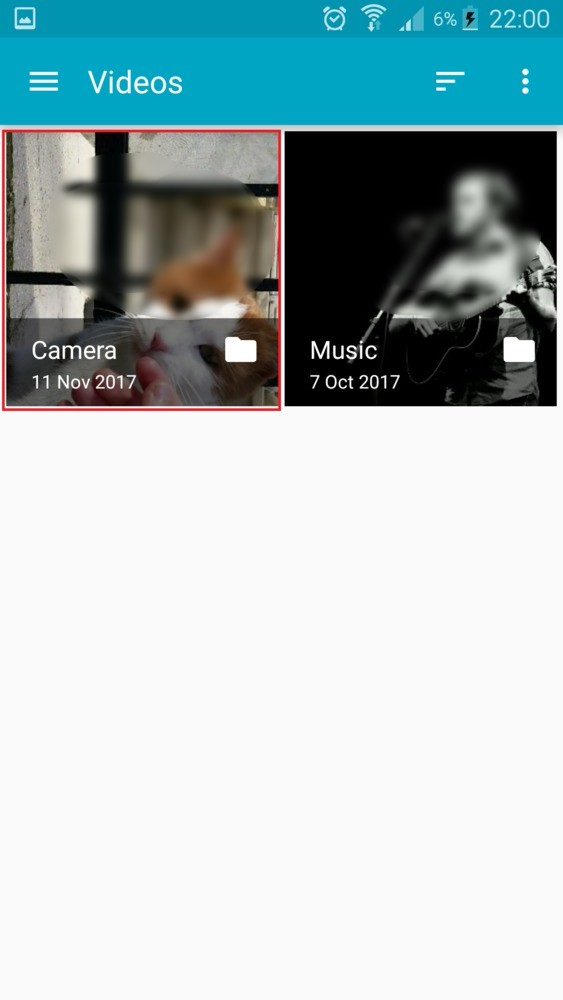 6% 22:00
Videos
Camera
11 Nov 2017
Music
7 Oct 2017